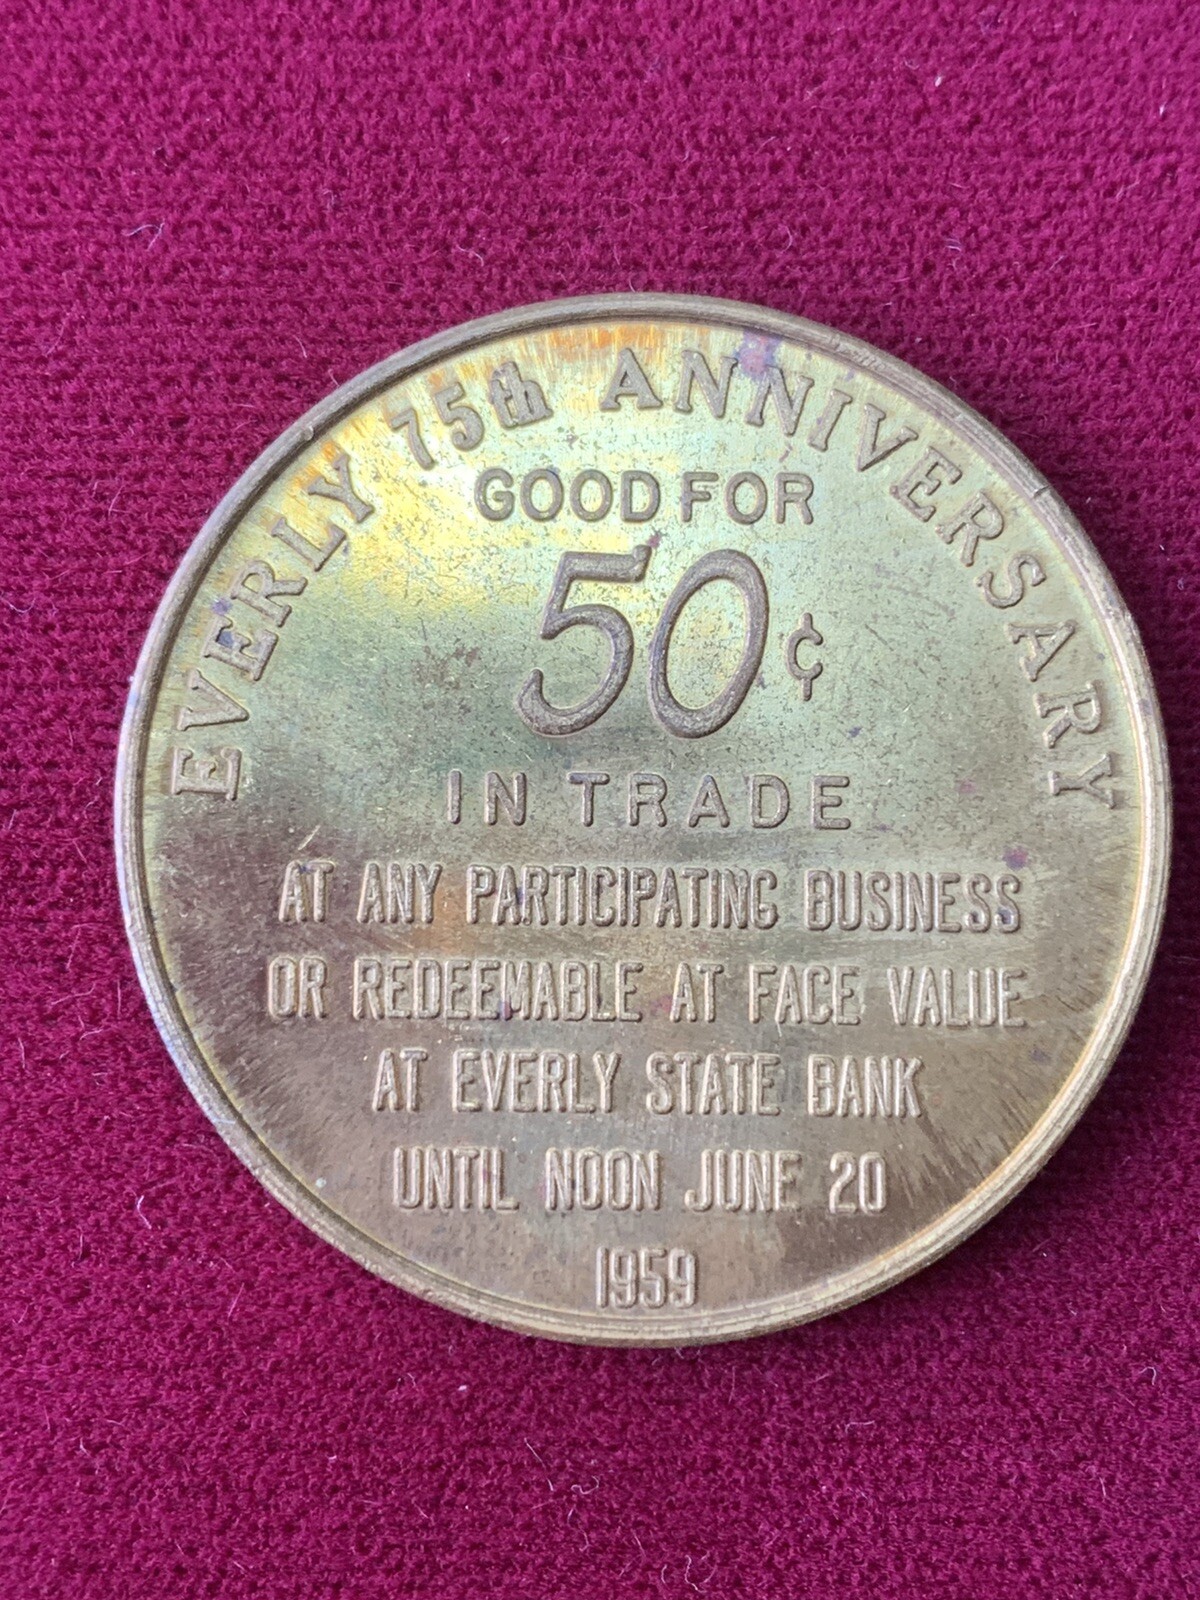 EVERLY 75th ANNIVERSARY
GOOD FOR
50¢
IN TRADE
AT ANY PARTICIPATING BUSINESS
OR REDEEMABLE AT FACE VALUE
AT EVERLY STATE BANK
UNTIL NOON JUNE 20
1959